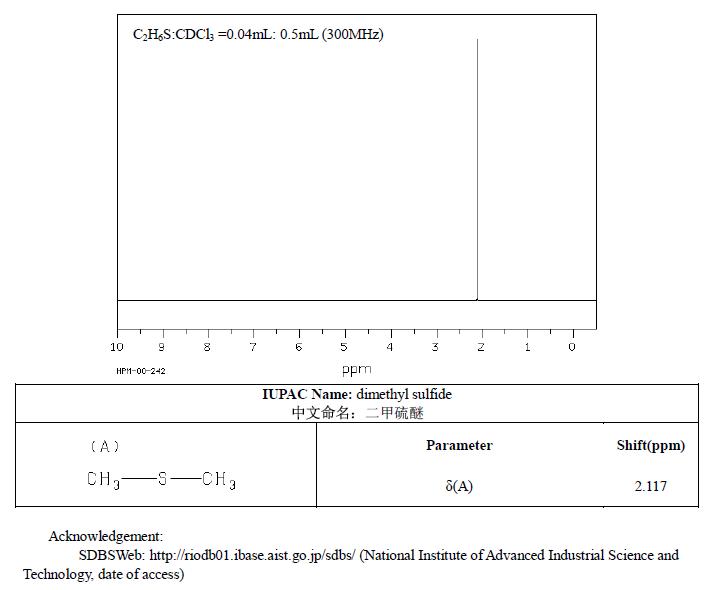 C₂H₆S:CDCl₃ =0.04mL: 0.5mL (300MHz)
10 9 8 7 6 5 4 3 2 1 0
HPM-00-242
ppm
IUPAC Name: dimethyl sulfide
中文命名：二甲硫醚
(A)
CH₃—S—CH₃
Parameter Shift(ppm)
δ(A) 2.117
Acknowledgement:
SDBSWeb: http://riodb01.ibase.aist.go.jp/sdbs/ (National Institute of Advanced Industrial Science and
Technology, date of access)